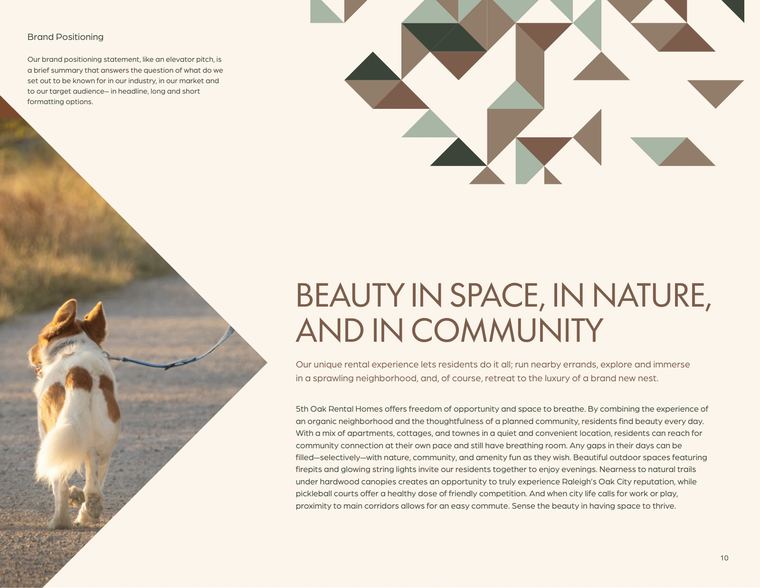 Brand Positioning
Our brand positioning statement, like an elevator pitch, is
a brief summary that answers the question of what do we
set out to be known for in our industry, in our market and
to our target audience– in headline, long and short
formatting options.
BEAUTY IN SPACE, IN NATURE,
AND IN COMMUNITY
Our unique rental experience lets residents do it all; run nearby errands, explore and immerse
in a sprawling neighborhood, and, of course, retreat to the luxury of a brand new nest.
5th Oak Rental Homes offers freedom of opportunity and space to breathe. By combining the experience of
an organic neighborhood and the thoughtfulness of a planned community, residents find beauty every day.
With a mix of apartments, cottages, and townes in a quiet and convenient location, residents can reach for
community connection at their own pace and still have breathing room. Any gaps in their days can be
filled—selectively—with nature, community, and amenity fun as they wish. Beautiful outdoor spaces featuring
firepits and glowing string lights invite our residents together to enjoy evenings. Nearness to natural trails
under hardwood canopies creates an opportunity to truly experience Raleigh's Oak City reputation, while
pickleball courts offer a healthy dose of friendly competition. And when city life calls for work or play,
proximity to main corridors allows for an easy commute. Sense the beauty in having space to thrive.
10